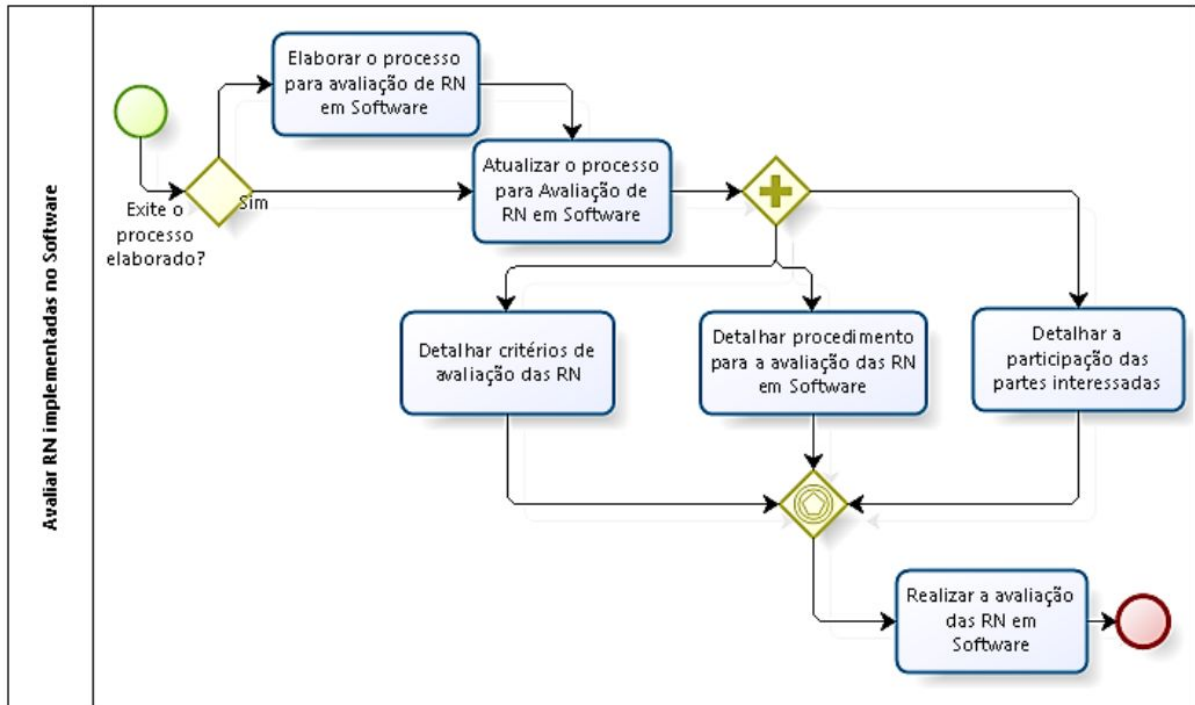 Avaliar RN implementadas no Software
Exite o
processo
elaborado?
Sim
Elaborar o processo
para avaliação de RN
em Software
Atualizar o processo
para Avaliação de
RN em Software
Detalhar critérios de
avaliação das RN
Detalhar procedimento
para a avaliação das RN
em Software
Detalhar a
participação das
partes interessadas
Realizar a avaliação
das RN em
Software